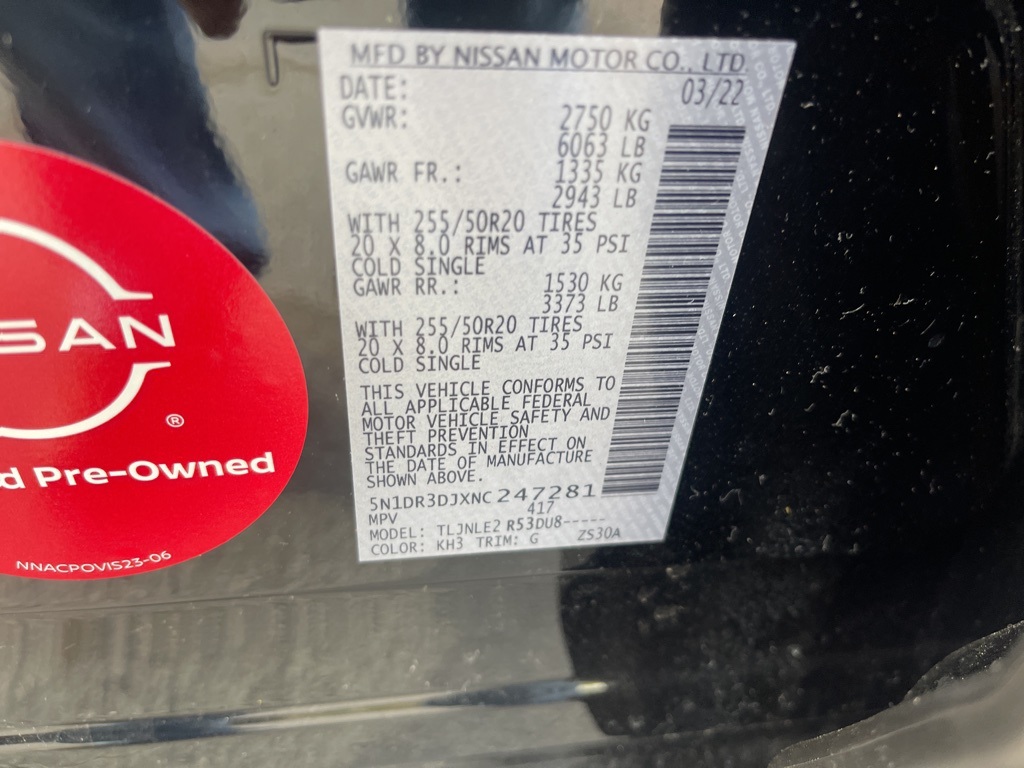 MFD BY NISSAN MOTOR CO., LTD
DATE: 03/22
GVWR: 2750 KG
6063 LB
GAWR FR.: 1335 KG
2943 LB
WITH 255/50R20 TIRES
20 X 8.0 RIMS AT 35 PSI
COLD SINGLE
GAWR RR.: 1530 KG
3373 LB
WITH 255/50R20 TIRES
20 X 8.0 RIMS AT 35 PSI
COLD SINGLE
THIS VEHICLE CONFORMS TO
ALL APPLICABLE FEDERAL
MOTOR VEHICLE SAFETY AND
THEFT PREVENTION
STANDARDS IN EFFECT ON
THE DATE OF MANUFACTURE
SHOWN ABOVE.
5N1DR3DJXNC247281
MPV 417
MODEL: TLJNLE2 R53DU8-----
COLOR: KH3 TRIM: G ZS30A
SSAN
®
d Pre-Owned
NNACPOVIS23-06